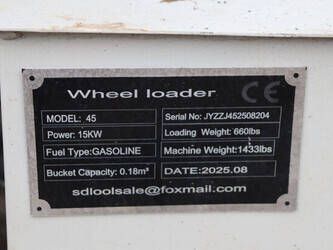 Wheel loader CE
MODEL: 45 Serial No: JYZZJ452508204
Power: 15KW Loading Weight: 660lbs
Fuel Type:GASOLINE Machine Weight:1433lbs
Bucket Capacity: 0.18m³ DATE:2025.08
sdloolsale@foxmail.com